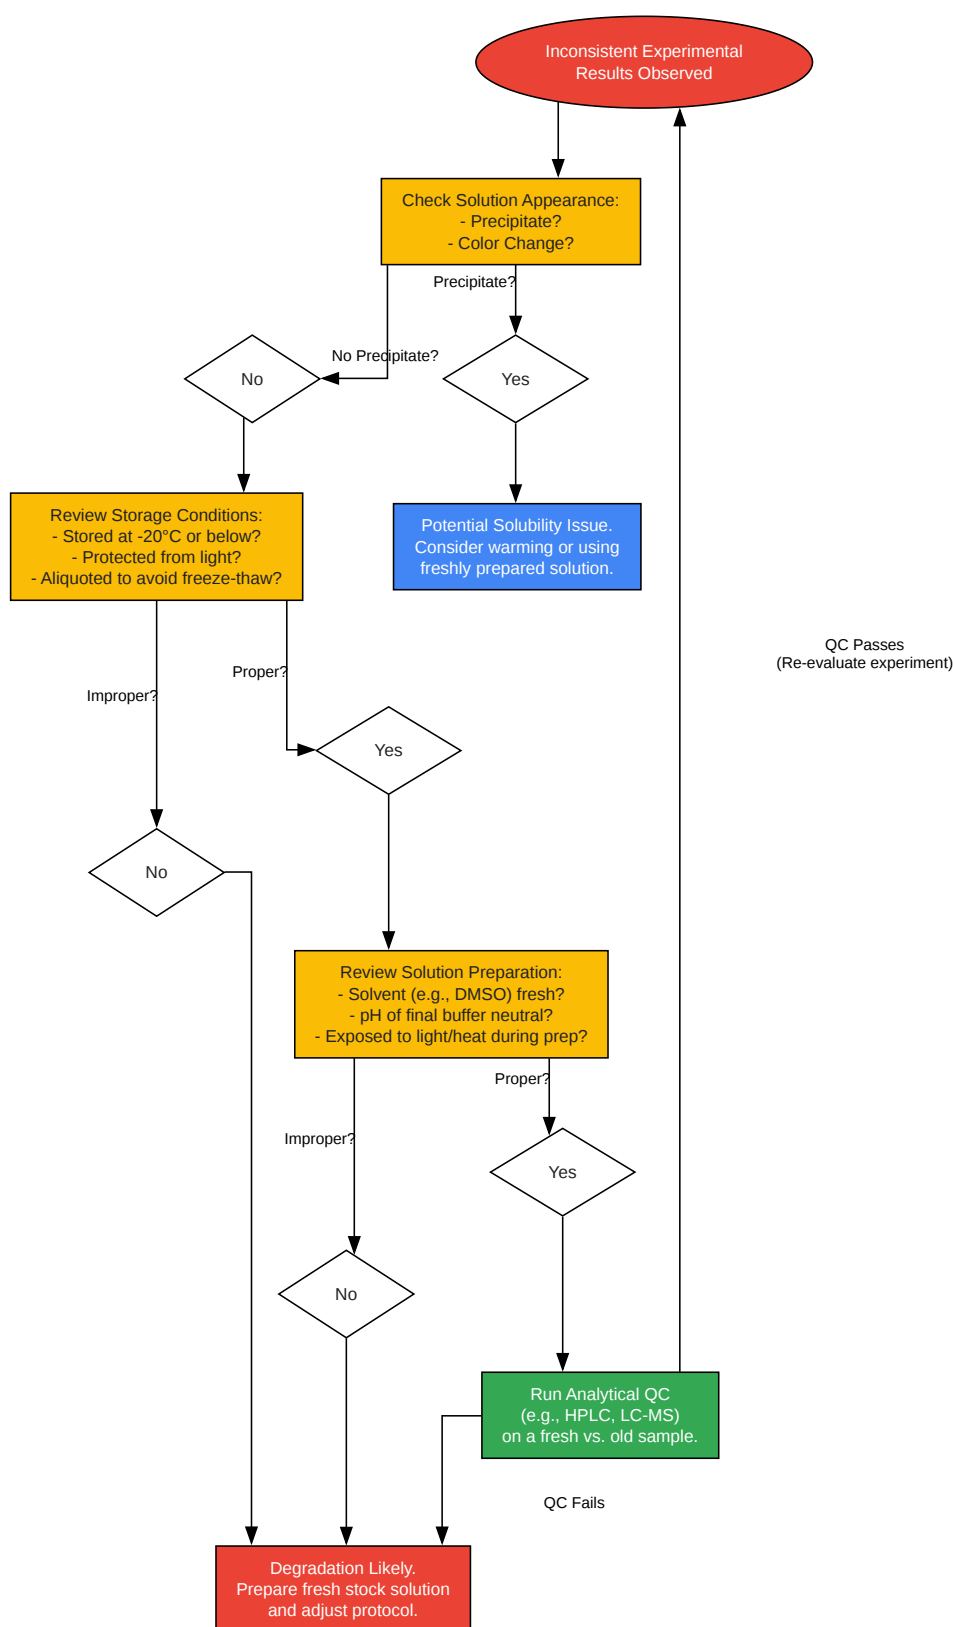 Inconsistent Experimental
Results Observed
Check Solution Appearance:
- Precipitate?
- Color Change?
Precipitate?
No Precipitate?
No
Yes
Review Storage Conditions:
- Stored at -20°C or below?
- Protected from light?
- Aliquoted to avoid freeze-thaw?
Potential Solubility Issue.
Consider warming or using
freshly prepared solution.
QC Passes
(Re-evaluate experiment)
Proper?
Improper?
Yes
No
Review Solution Preparation:
- Solvent (e.g., DMSO) fresh?
- pH of final buffer neutral?
- Exposed to light/heat during prep?
Proper?
Improper?
Yes
No
Run Analytical QC
(e.g., HPLC, LC-MS)
on a fresh vs. old sample.
QC Fails
Degradation Likely.
Prepare fresh stock solution
and adjust protocol.